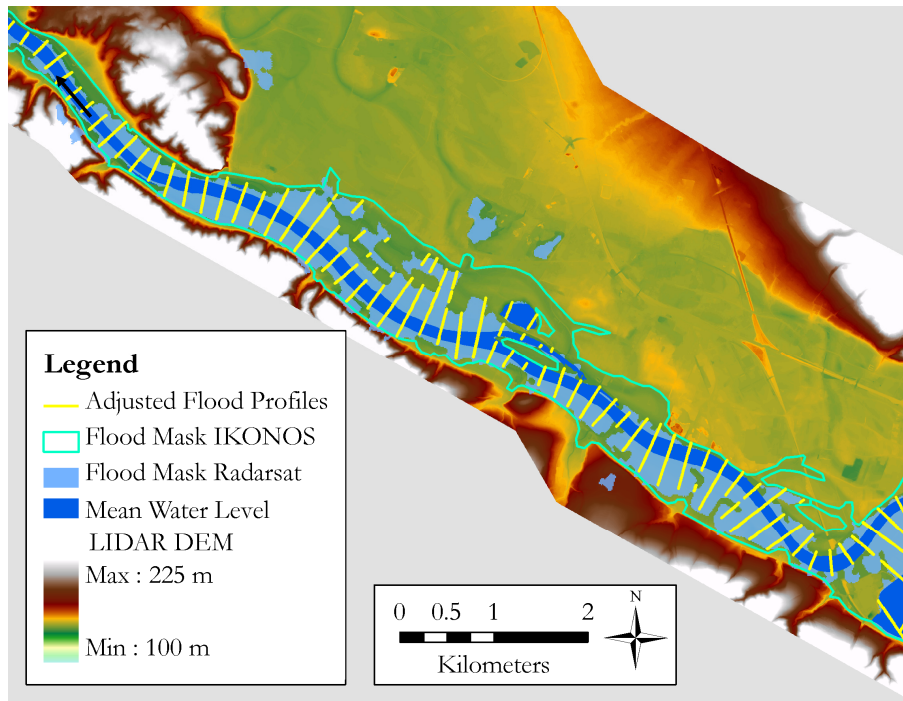 Legend
Adjusted Flood Profiles
Flood Mask IKONOS
Flood Mask Radarsat
Mean Water Level
LIDAR DEM
Max : 225 m
Min : 100 m
0 0.5 1 2
Kilometers
N